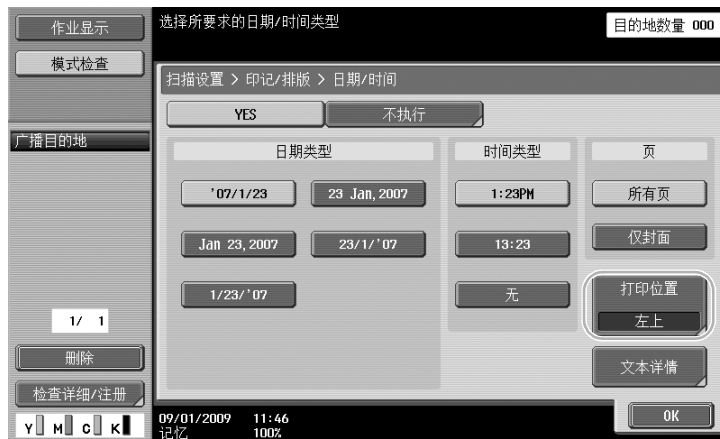 作业显示
选择所要求的日期/时间类型
目的地数量 000
模式检查
扫描设置 > 印记/排版 > 日期/时间
YES
不执行
广播目的地
日期类型
时间类型
页
'07/1/23
23 Jan,2007
1:23PM
所有页
Jan 23,2007
23/1/'07
13:23
仅封面
1/23/'07
无
打印位置
左上
1/ 1
删除
文本详情
检查详细/注册
09/01/2009 11:46
OK
Y M C K
记忆 100%